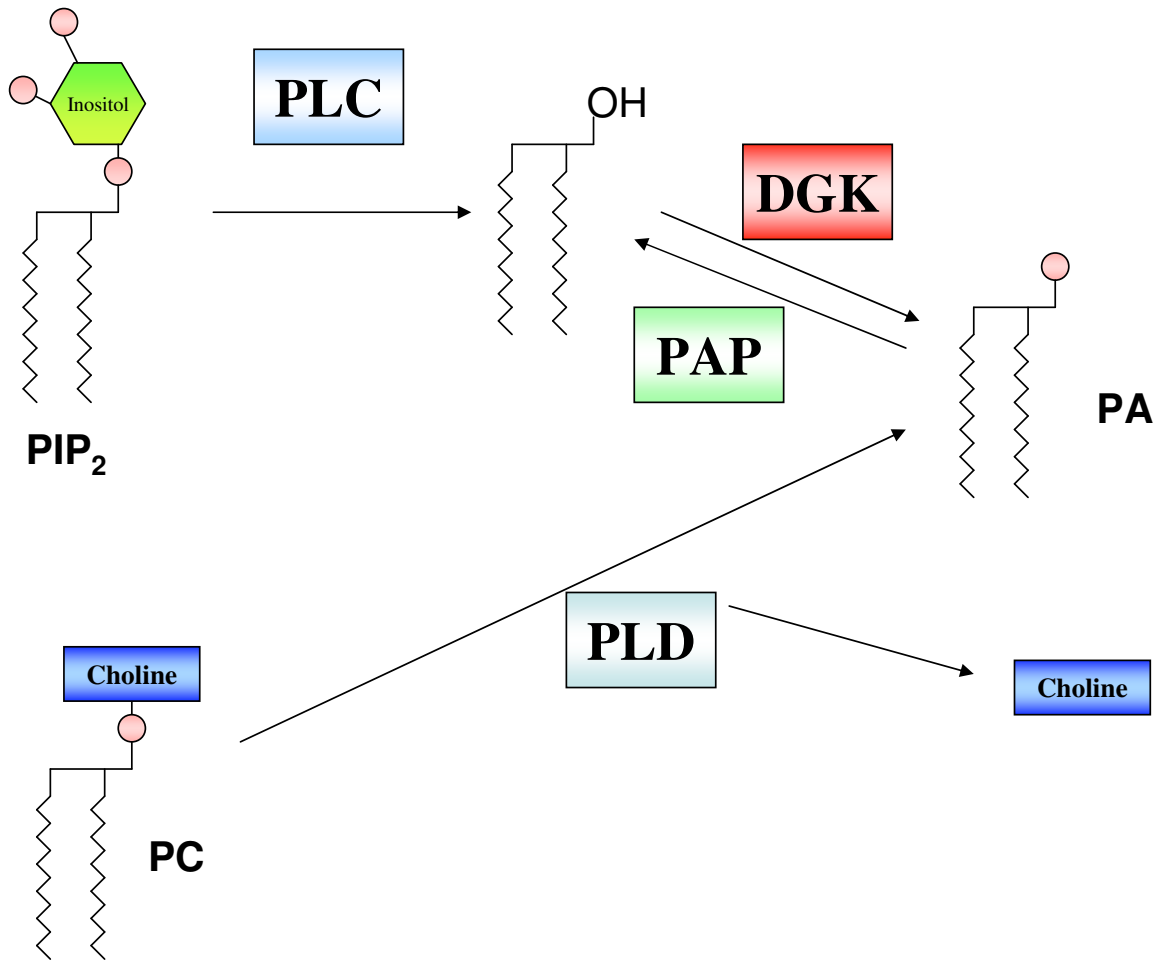 Inositol
PLC
OH
DGK
PAP
PA
PIP₂
PLD
Choline
Choline
PC